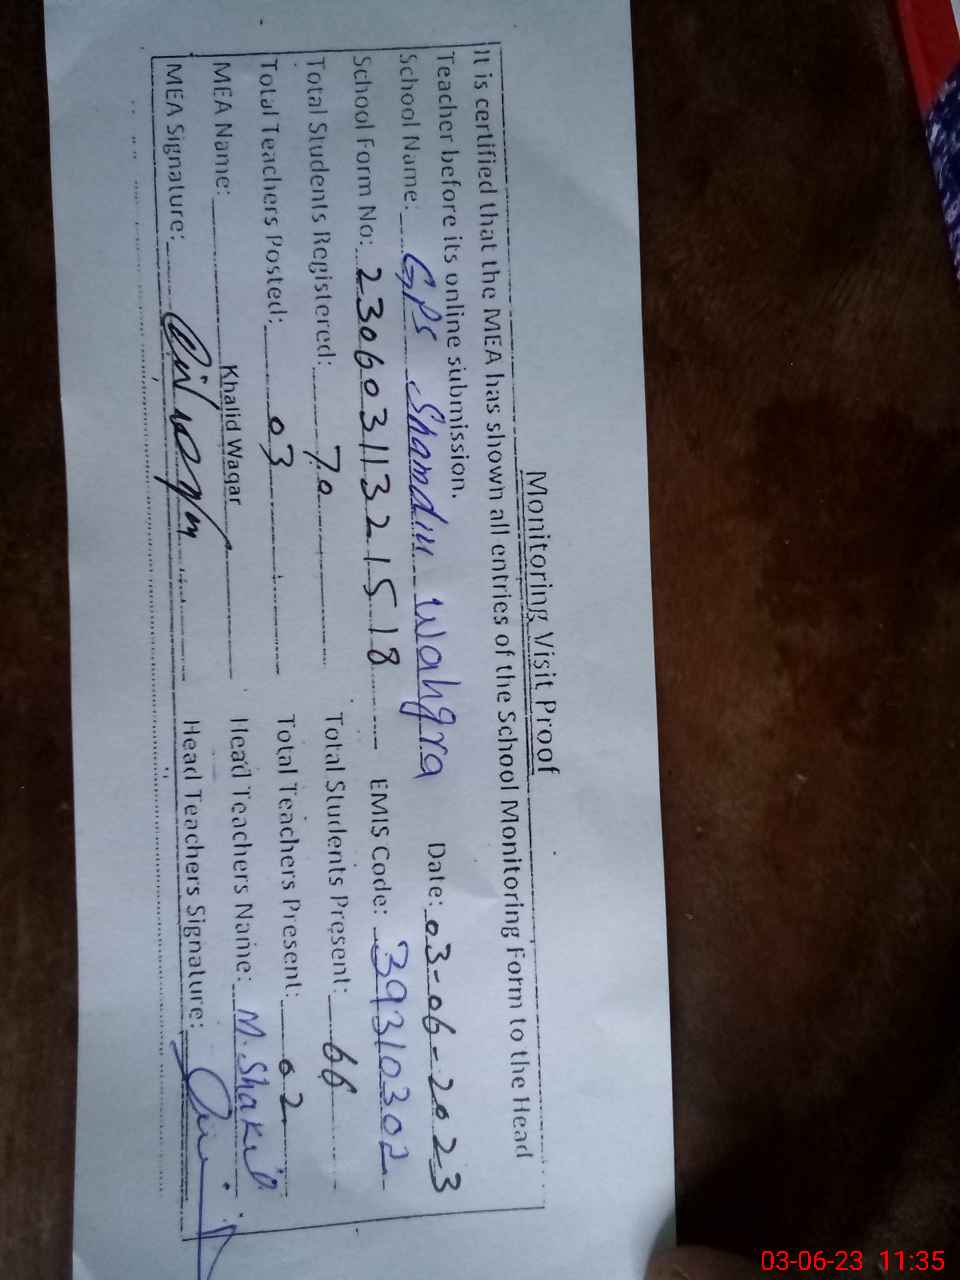 Monitoring Visit Proof
It is certified that the MEA has shown all entries of the School Monitoring Form to the Head
Teacher before its online submission.
School Name: GPS Shamdin Wahgra Date: 03-06-2023
School Form No: 230603113221518 EMIS Code: 39310302
Total Students Registered: 70 Total Students Present: 66
Total Teachers Posted: 03 Total Teachers Present: 02
MEA Name: Khalid Waqar Head Teachers Name: M. Shakil
MEA Signature: Head Teachers Signature:
03-06-23 11:35